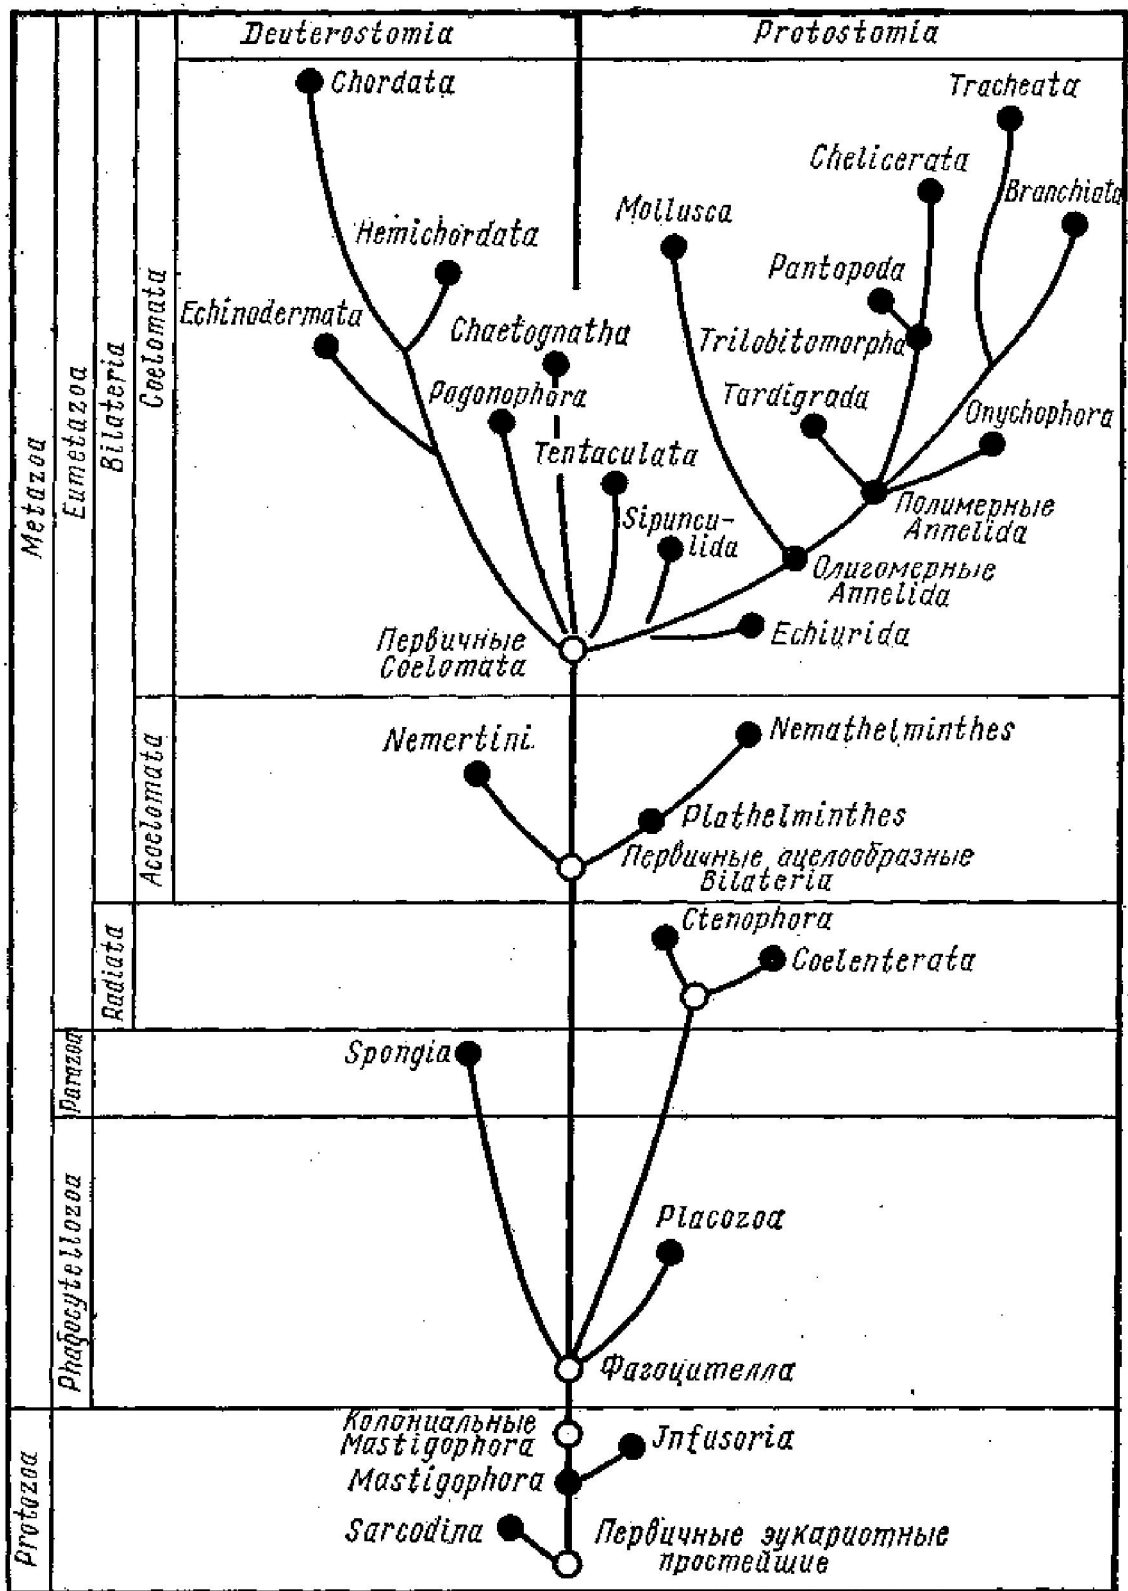 Deuterostomia
Protostomia
Chordata
Tracheata
Chelicerata
Branchiata
Mollusca
Hemichordata
Pantopoda
Echinodermata
Chaetognatha
Trilobitomorpha
Pogonophora
Tardigrada
Onychophora
Tentaculata
Sipuncu-
lida
Полимерные
Annelida
Олигомерные
Annelida
Echiurida
Первичные
Coelomata
Nemertini
Nemathelminthes
Plathelminthes
Первичные ацелообразные
Bilateria
Ctenophora
Coelenterata
Spongia
Placozoa
Фагоцителла
Колониальные
Mastigophora
Infusoria
Mastigophora
Sarcodina
Первичные эукариотные
простейшие
Metazoa
Eumetazoa
Bilateria
Coelomata
Acoelomata
Radiata
Parazoa
Phagocytellozoa
Protozoa